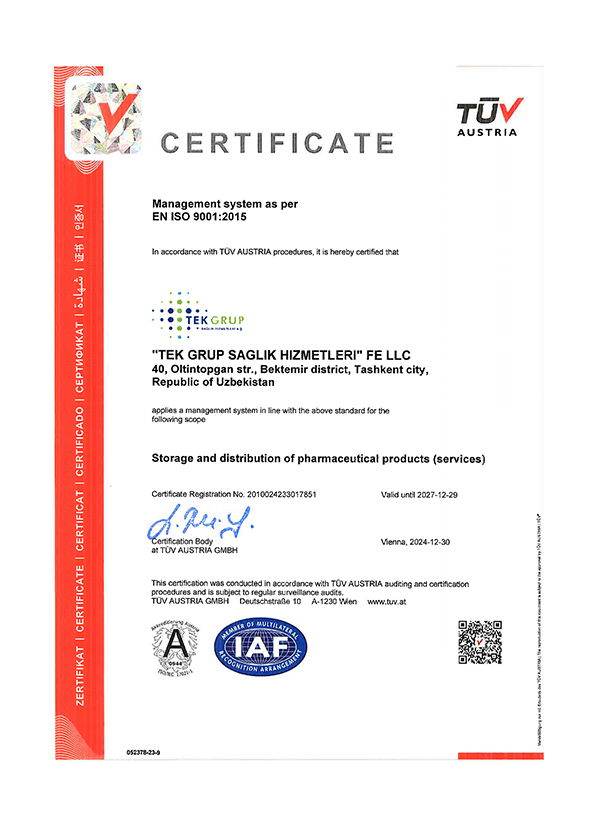 TÜV
AUSTRIA
CERTIFICATE
Management system as per
EN ISO 9001:2015
In accordance with TÜV AUSTRIA procedures, it is hereby certified that
TEK GRUP
SAGLIK HIZMETLERI A.Ş.
"TEK GRUP SAGLIK HIZMETLERI" FE LLC
40, Oltintopgan str., Bektemir district, Tashkent city,
Republic of Uzbekistan
applies a management system in line with the above standard for the
following scope
Storage and distribution of pharmaceutical products (services)
Certificate Registration No. 2010024233017851
Valid until 2027-12-29
Certification Body
at TÜV AUSTRIA GMBH
Vienna, 2024-12-30
This certification was conducted in accordance with TÜV AUSTRIA auditing and certification
procedures and is subject to regular surveillance audits.
TÜV AUSTRIA GMBH Deutschstraße 10 A-1230 Wien www.tuv.at
Akkreditierung Austria
A
0944
ISO/IEC 17021-1
MEMBER OF MULTILATERAL
IAF
RECOGNITION ARRANGEMENT
052378-23-9
ZERTIFIKAT | CERTIFICATE | CERTIFICAT | CERTIFICADO | СЕРТИФИКАТ | شهادة | 证书 | 인증서